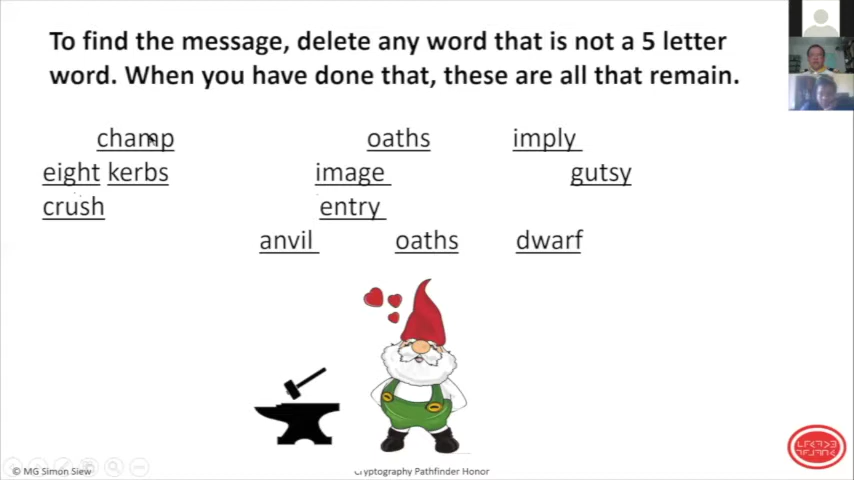 To find the message, delete any word that is not a 5 letter
word. When you have done that, these are all that remain.
champ oaths imply
eight kerbs image gutsy
crush entry
anvil oaths dwarf
© MG Simon Siew Cryptography Pathfinder Honor